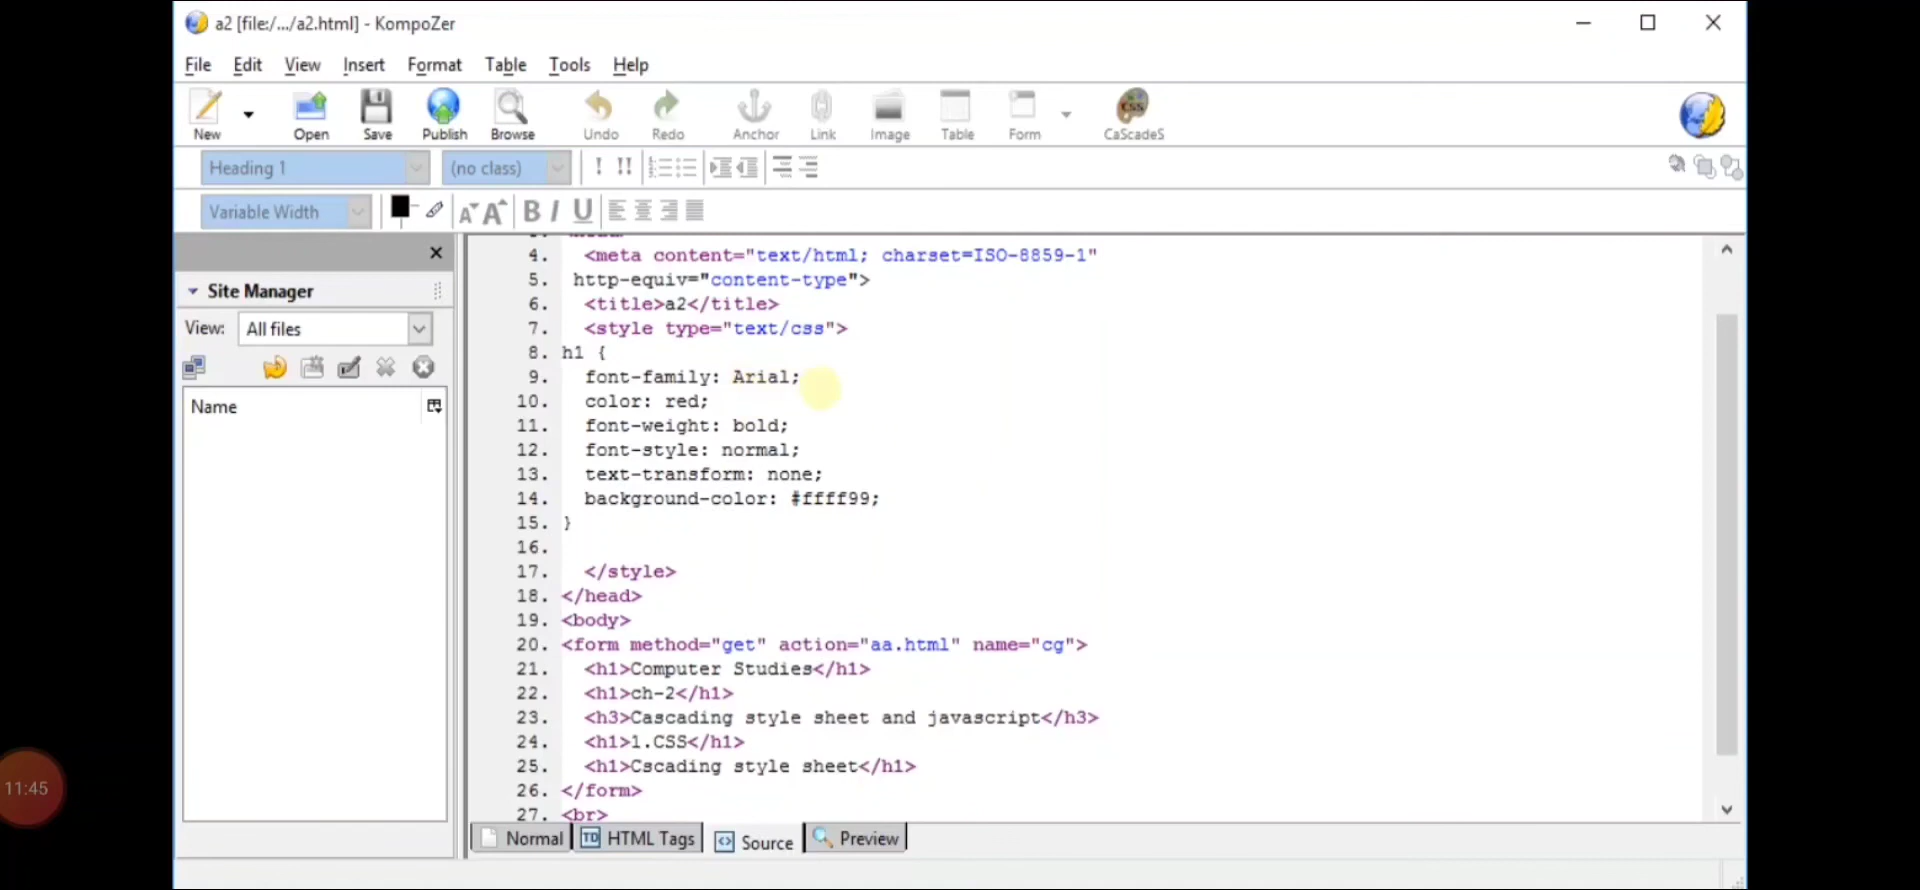 a2 [file:/.../a2.html] - KompoZer
File Edit View Insert Format Table Tools Help
New Open Save Publish Browse Undo Redo Anchor Link Image Table Form CaScadeS
Heading 1 (no class) ! !!
Variable Width B I U
4. <meta content="text/html; charset=ISO-8859-1"
5. http-equiv="content-type">
Site Manager
6. <title>a2</title>
View: All files
7. <style type="text/css">
8. h1 {
9. font-family: Arial;
Name
10. color: red;
11. font-weight: bold;
12. font-style: normal;
13. text-transform: none;
14. background-color: #ffff99;
15. }
16.
17. </style>
18. </head>
19. <body>
20. <form method="get" action="aa.html" name="cg">
21. <h1>Computer Studies</h1>
22. <h1>ch-2</h1>
23. <h3>Cascading style sheet and javascript</h3>
24. <h1>1.CSS</h1>
25. <h1>Cscading style sheet</h1>
11:45
26. </form>
27. <br>
Normal HTML Tags Source Preview